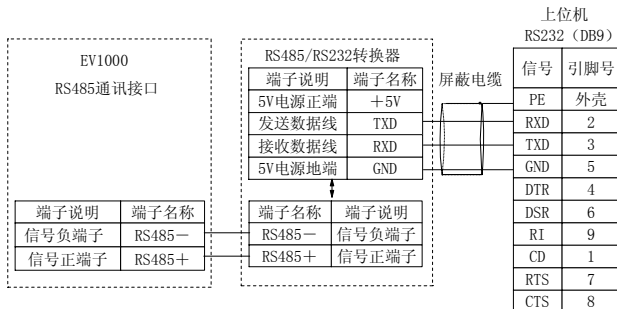 上位机
RS232（DB9）
EV1000
RS485通讯接口
RS485/RS232转换器
端子说明 端子名称
5V电源正端 ＋5V
发送数据线 TXD
接收数据线 RXD
5V电源地端 GND
屏蔽电缆
信号 引脚号
PE 外壳
RXD 2
TXD 3
GND 5
DTR 4
DSR 6
RI 9
CD 1
RTS 7
CTS 8
端子说明 端子名称
信号负端子 RS485－
信号正端子 RS485＋
端子名称 端子说明
RS485－ 信号负端子
RS485＋ 信号正端子